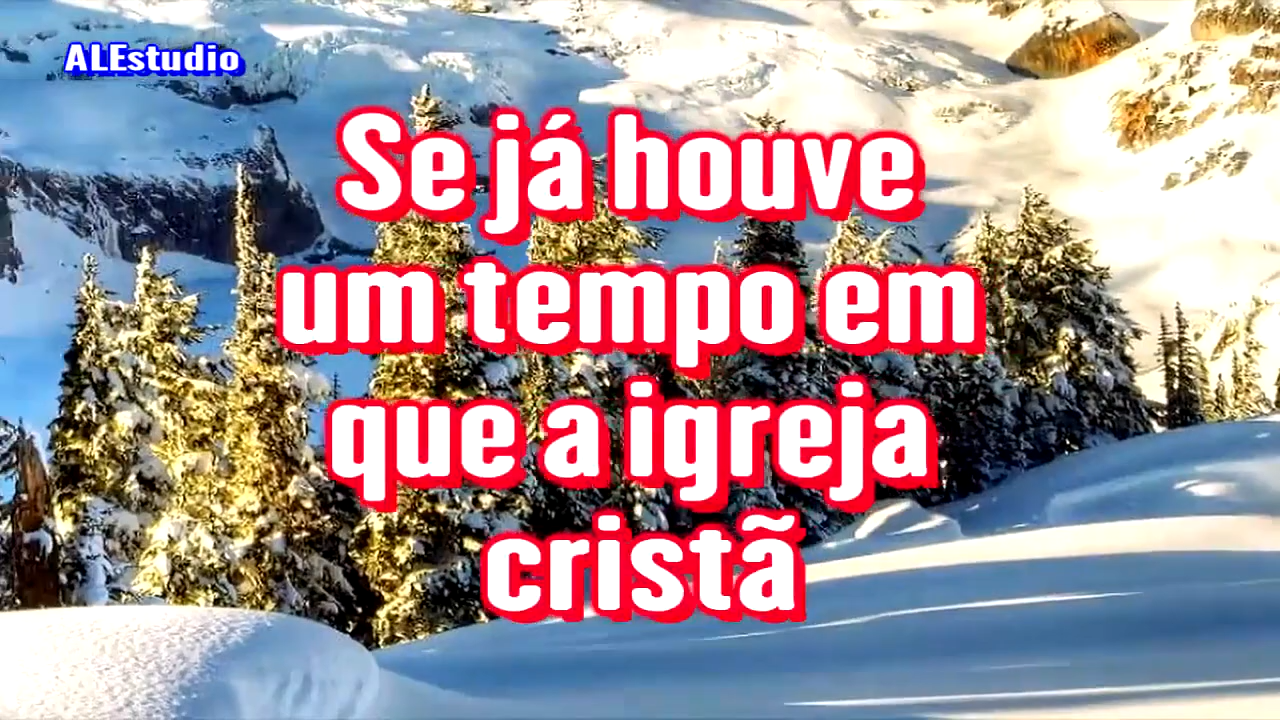 ALEstudio
Se já houve
um tempo em
que a igreja
cristã